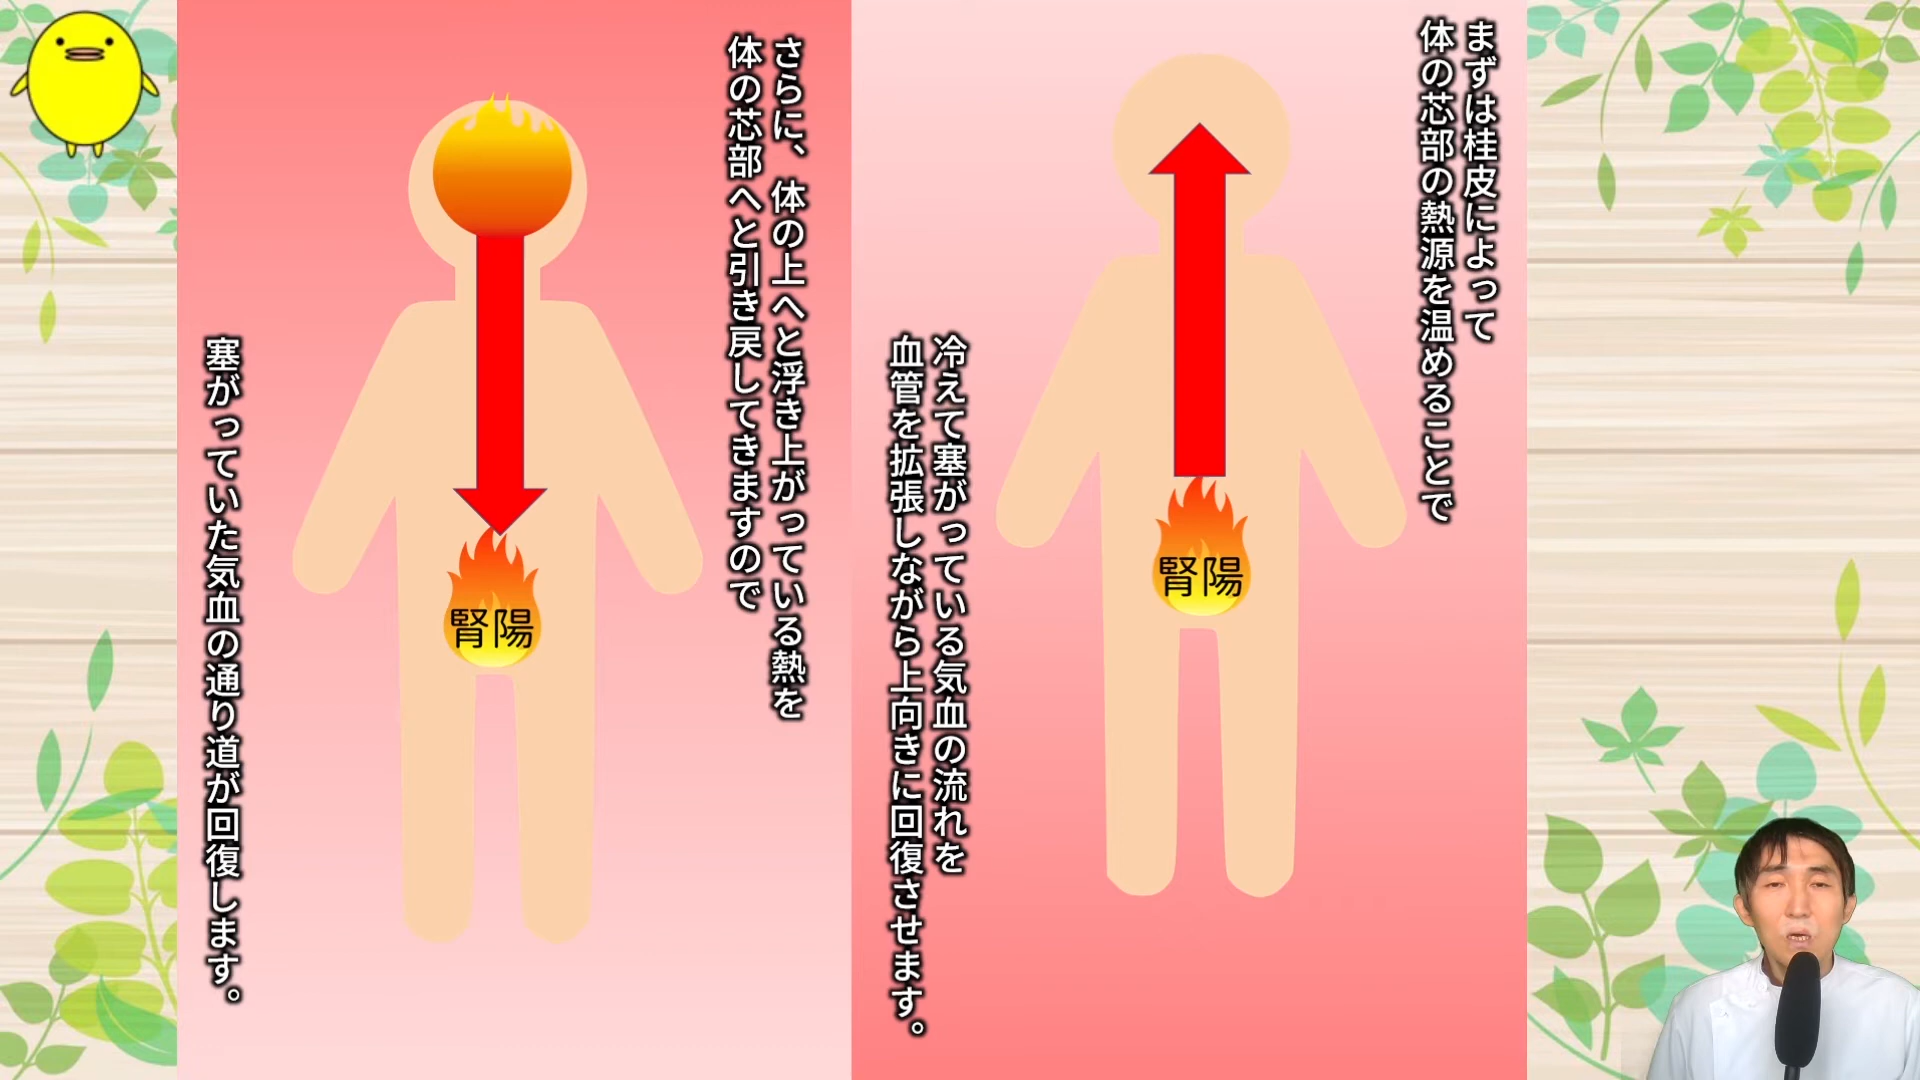 まずは桂皮によって
体の芯部の熱源を温めることで
冷えて塞がっている気血の流れを
血管を拡張しながら上向きに回復させます。
腎陽
さらに、体の上へと浮き上がっている熱を
体の芯部へと引き戻してきますので
塞がっていた気血の通り道が回復します。
腎陽